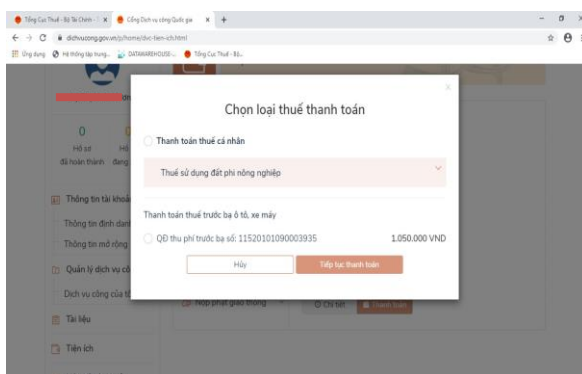 Tổng Cục Thuế - Bộ Tài Chính -
Cổng Dịch vụ công Quốc gia
dichvucong.gov.vn/p/home/dvc-tien-ich.html
Ứng dụng
Hệ thống tập trung...
DATAWAREHOUSE-...
Tổng Cục Thuế - Bộ...
Chọn loại thuế thanh toán
Thanh toán thuế cá nhân
Thuế sử dụng đất phi nông nghiệp
Thanh toán thuế trước bạ ô tô, xe máy
QĐ thu phí trước bạ số: 11520101090003935
1.050.000 VND
Hủy
Tiếp tục thanh toán
0
Hồ sơ
Hồ
đã hoàn thành
đang
Thông tin tài khoả
Thông tin định danh
Thông tin mở rộng
Quản lý dịch vụ cô
Dịch vụ công của tô
Tài liệu
Tiện ích
Nộp phạt giao thông
Chi tiết
Thanh toán